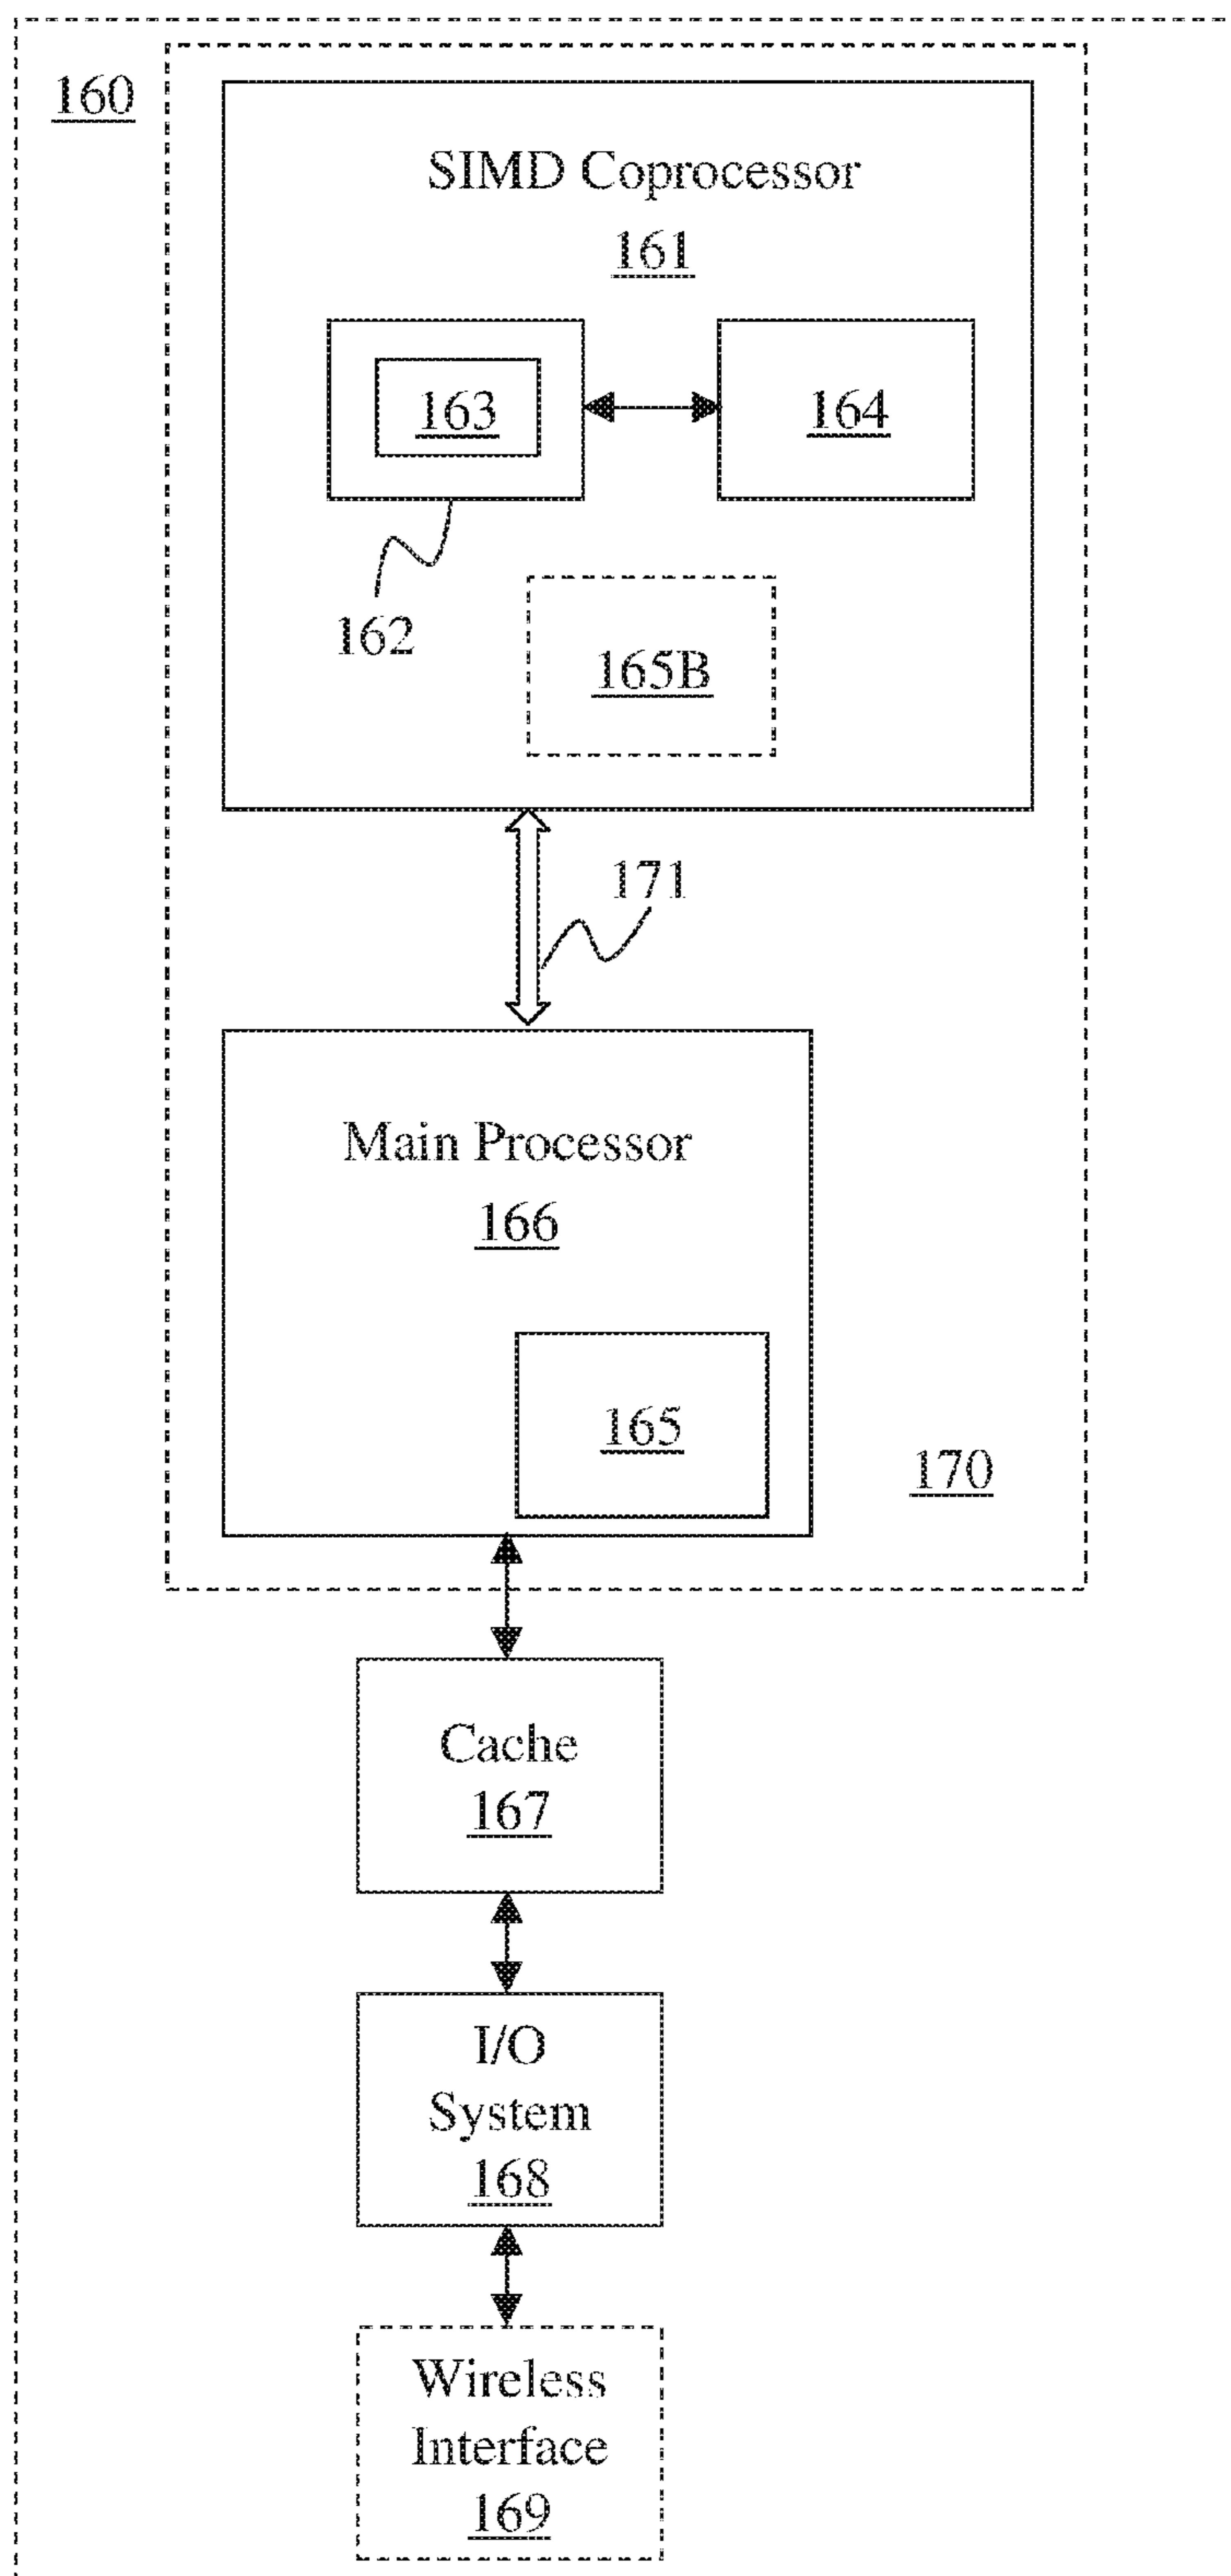 160
SIMD Coprocessor
161
163
164
162
165B
171
Main Processor
166
165
170
Cache
167
I/O
System
168
Wireless
Interface
169